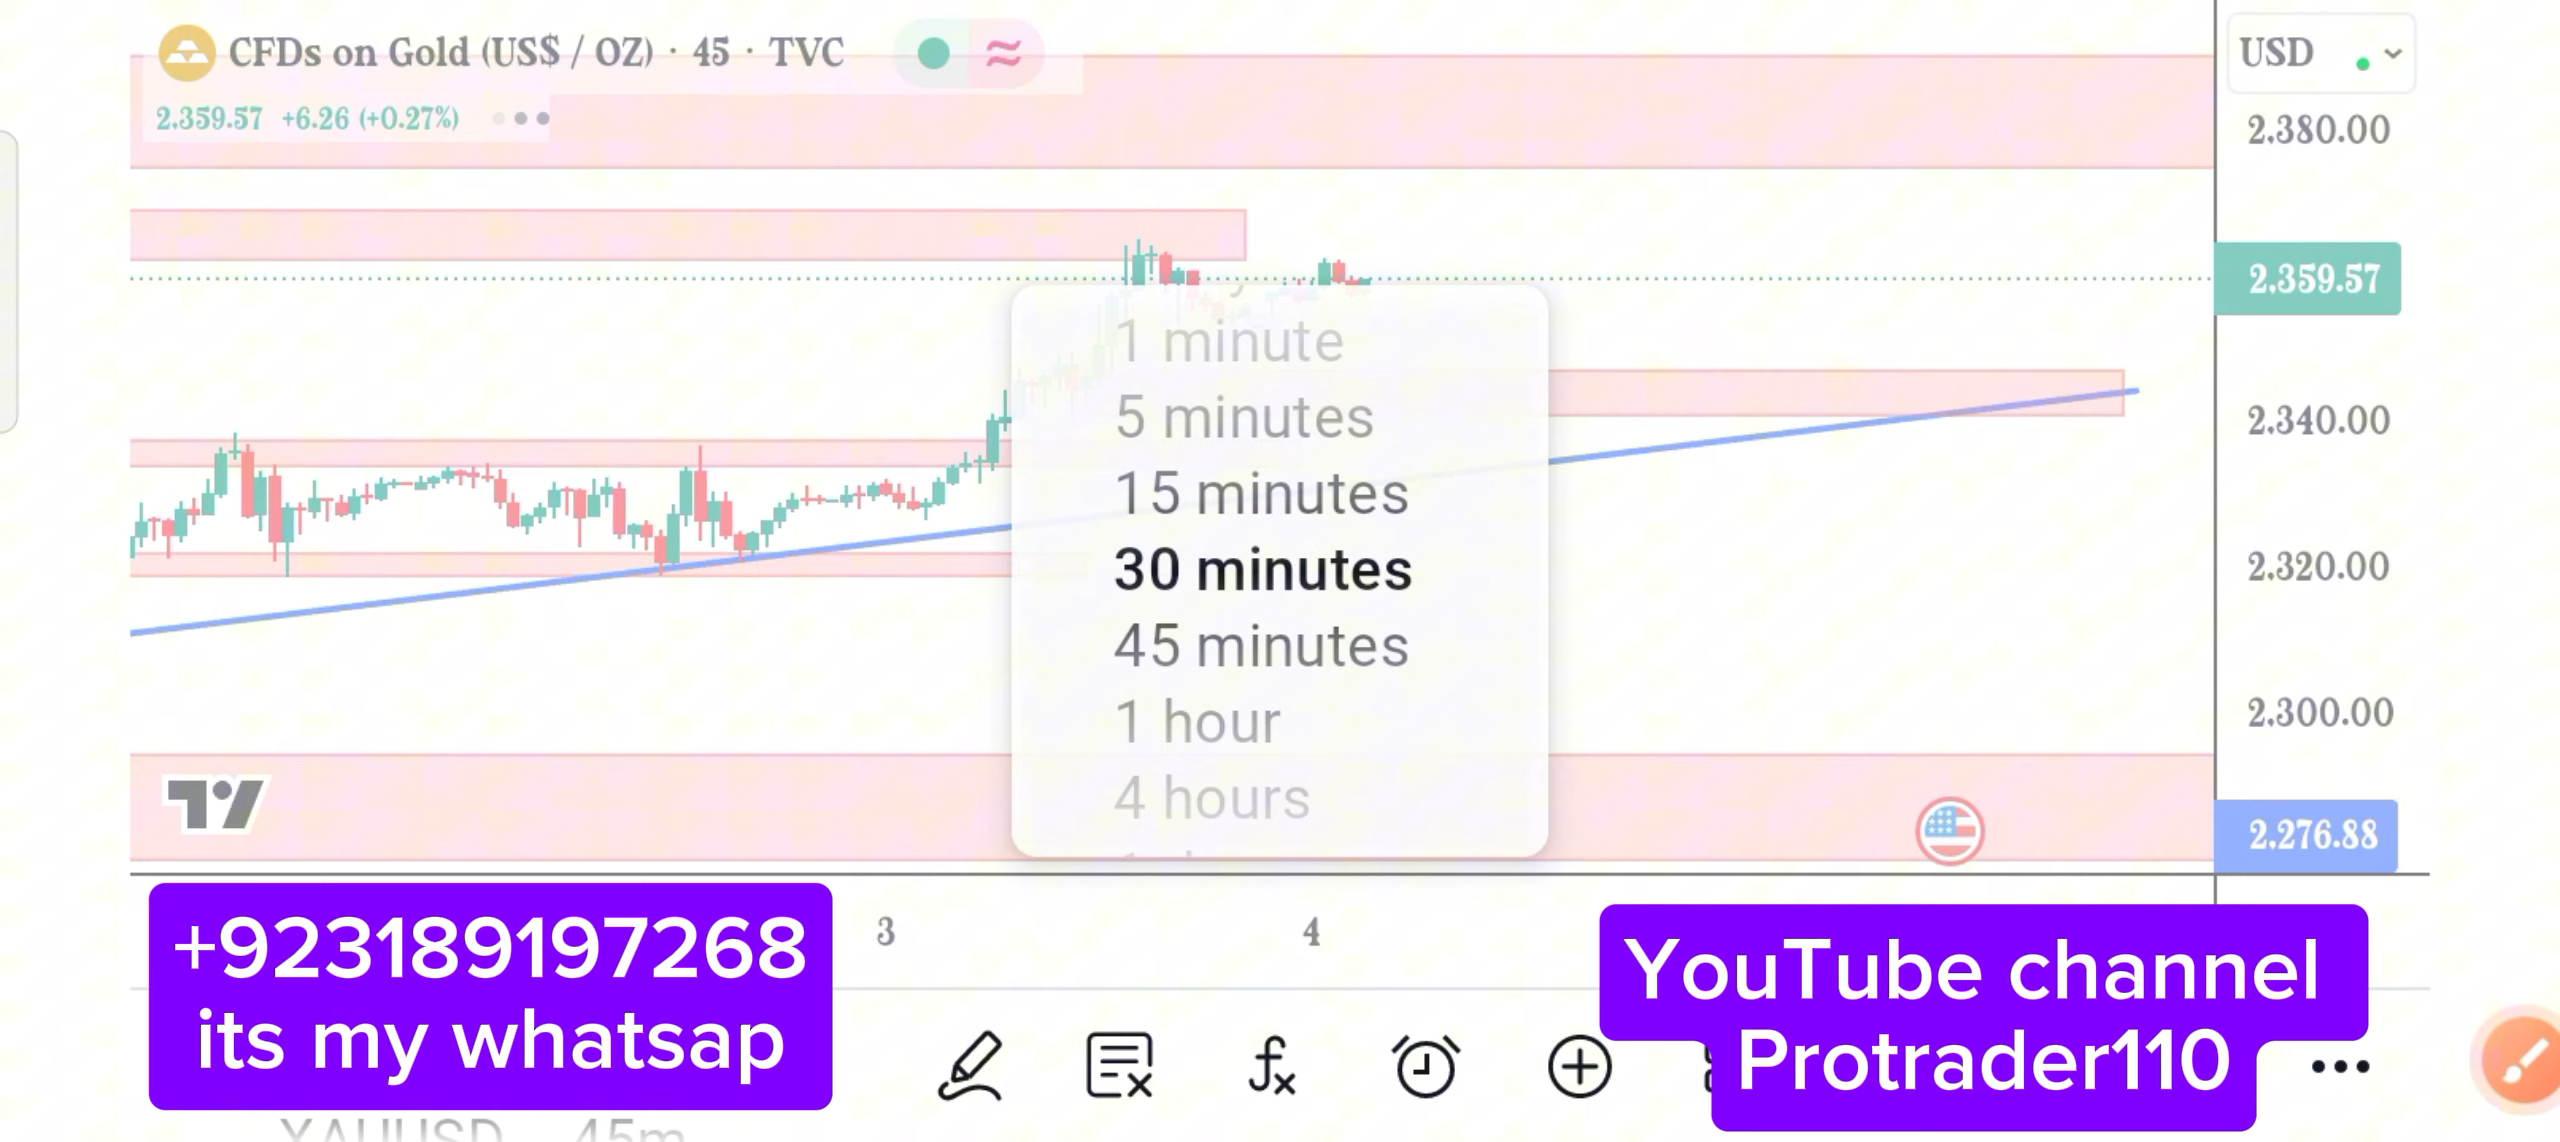 CFDs on Gold (US$ / OZ) · 45 · TVC
USD
2.359.57 +6.26 (+0.27%)
2.380.00
2.359.57
1 minute
5 minutes
2.340.00
15 minutes
30 minutes
2.320.00
45 minutes
1 hour
2.300.00
4 hours
2.276.88
3
4
+923189197268
its my whatsap
YouTube channel
Protrader110
XAUUSD 45m